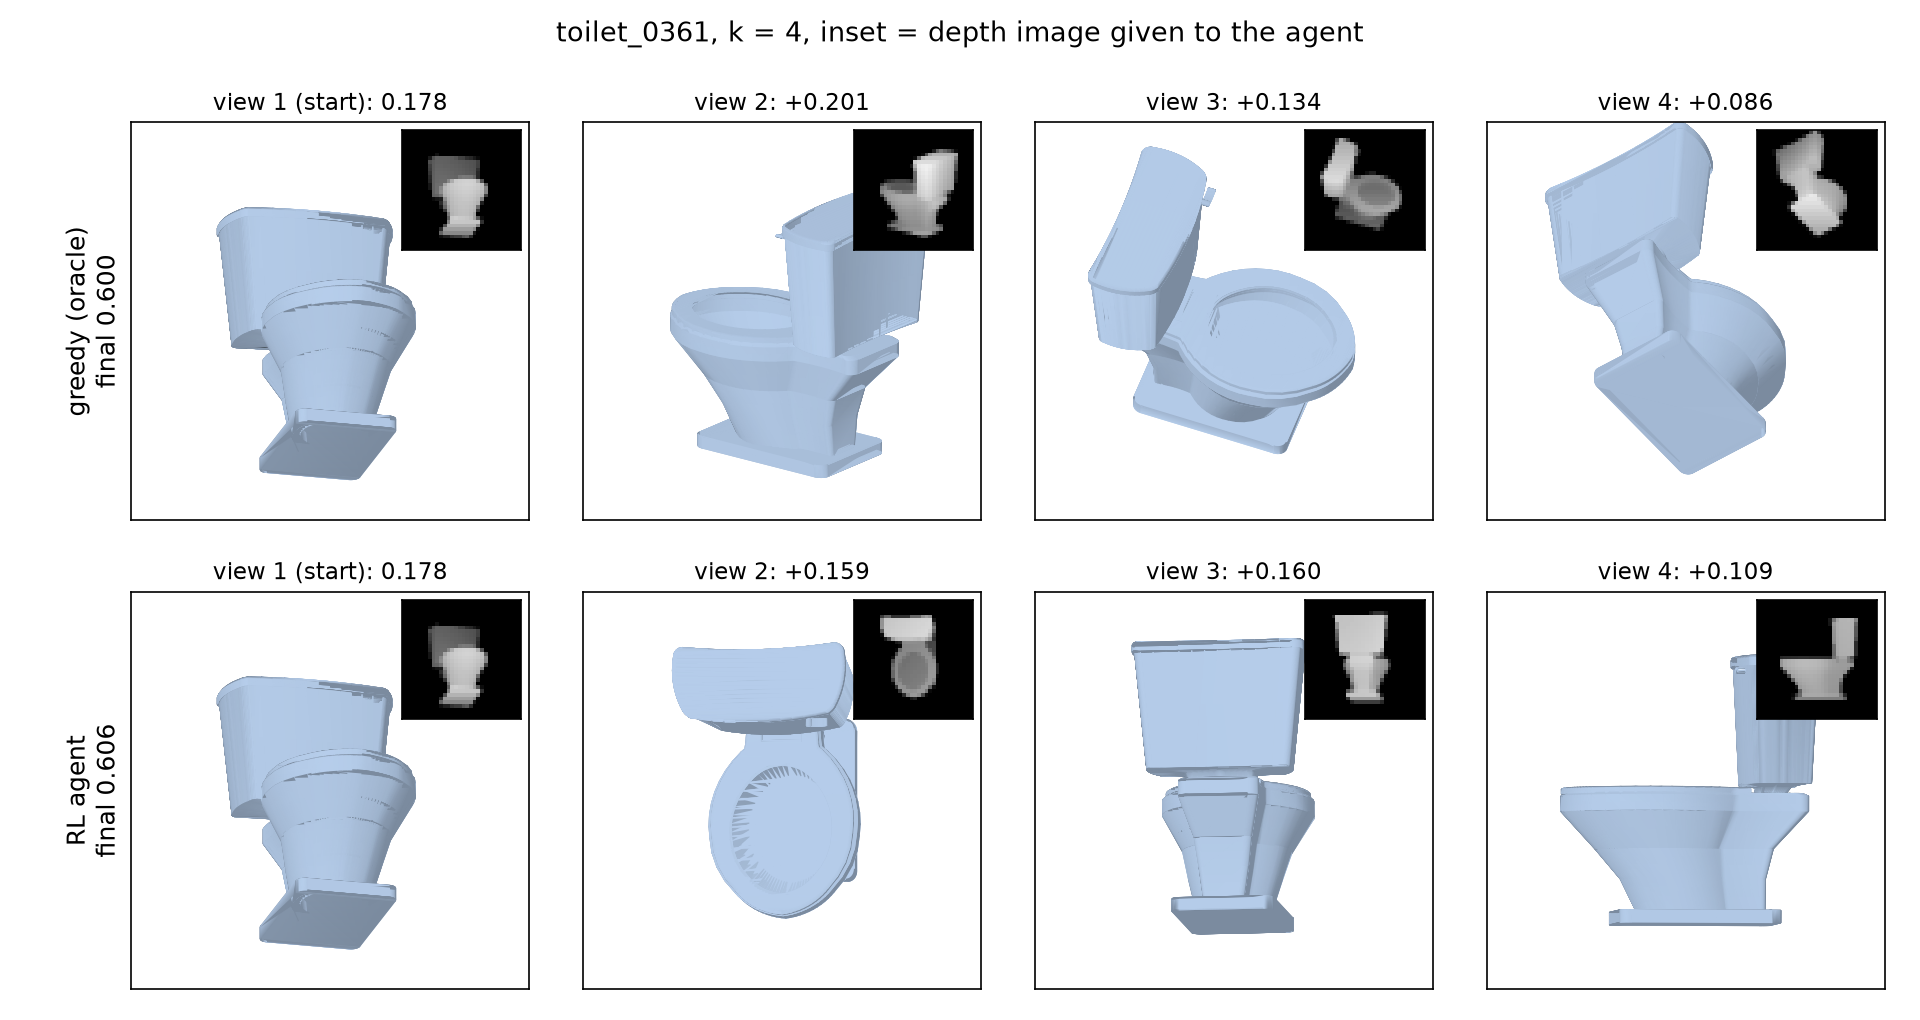 toilet_0361, k = 4, inset = depth image given to the agent
view 1 (start): 0.178
view 2: +0.201
view 3: +0.134
view 4: +0.086
greedy (oracle)
final 0.600
view 1 (start): 0.178
view 2: +0.159
view 3: +0.160
view 4: +0.109
RL agent
final 0.606